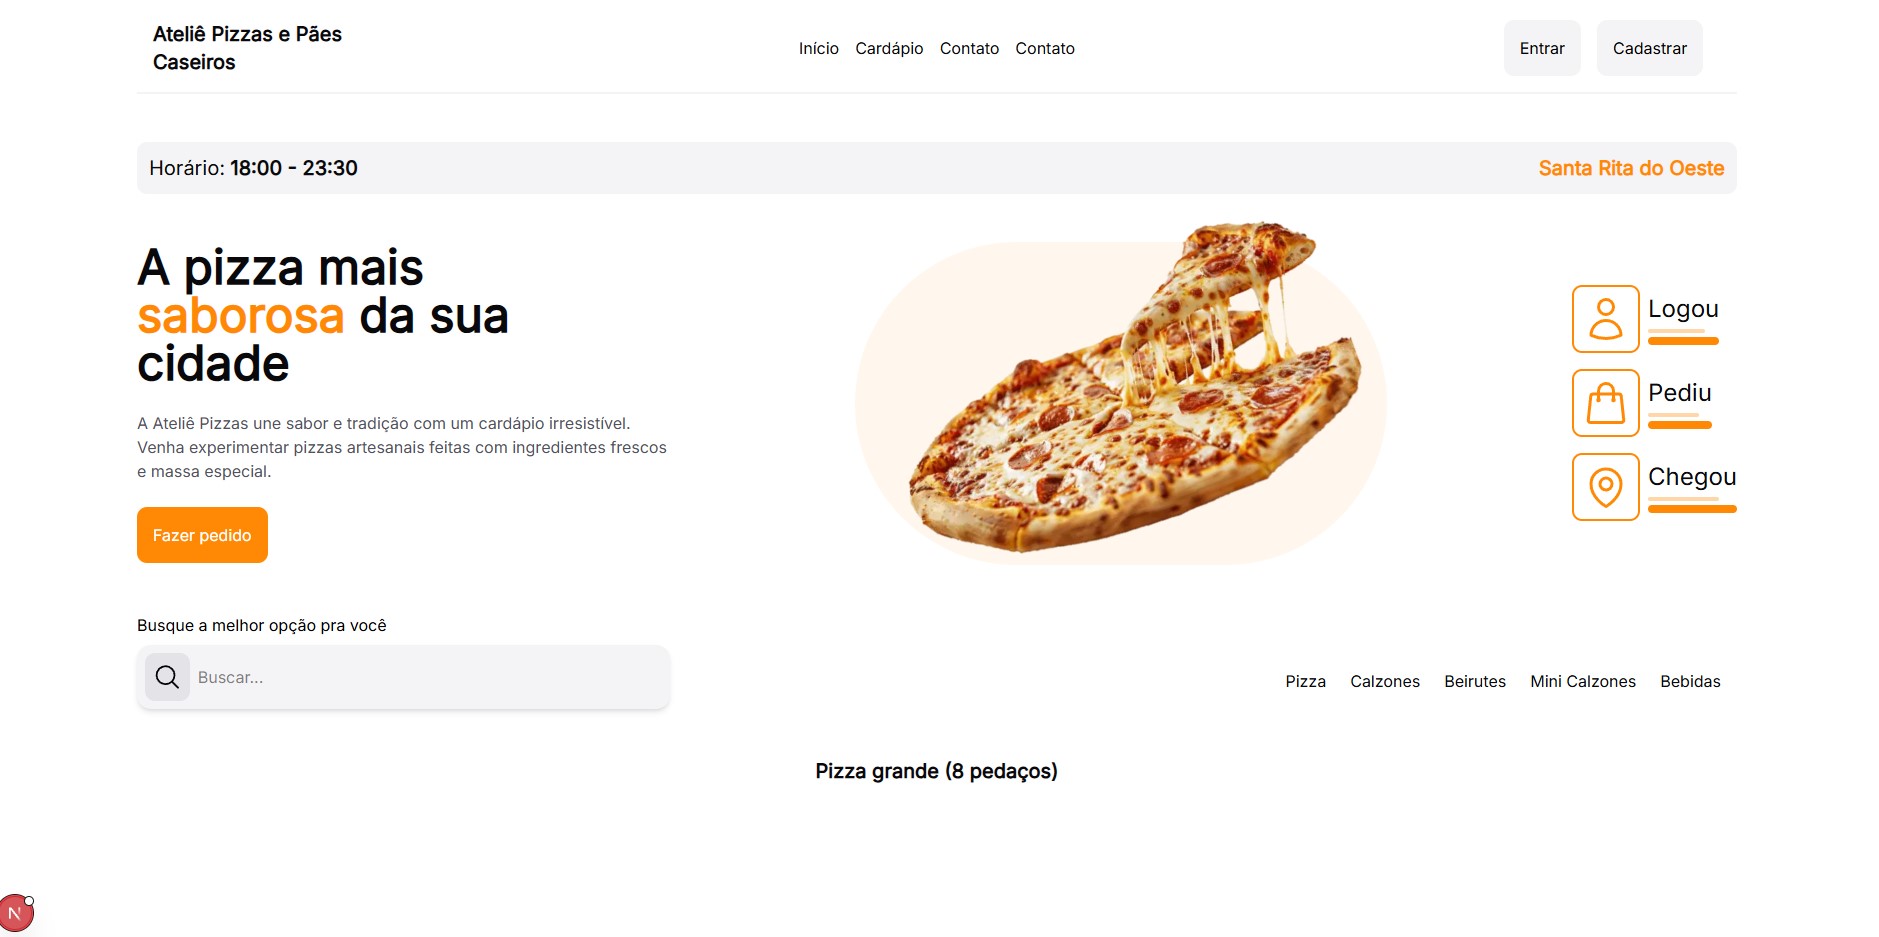 Ateliê Pizzas e Pães
Caseiros
Início Cardápio Contato Contato
Entrar Cadastrar
Horário: 18:00 - 23:30
Santa Rita do Oeste
A pizza mais
saborosa da sua
cidade
A Ateliê Pizzas une sabor e tradição com um cardápio irresistível.
Venha experimentar pizzas artesanais feitas com ingredientes frescos
e massa especial.
Fazer pedido
Logou
Pediu
Chegou
Busque a melhor opção pra você
Buscar...
Pizza Calzones Beirutes Mini Calzones Bebidas
Pizza grande (8 pedaços)
N